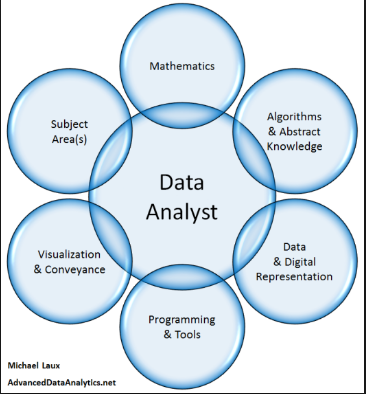 Mathematics
Algorithms
& Abstract
Knowledge
Data
& Digital
Representation
Programming
& Tools
Visualization
& Conveyance
Subject
Area(s)
Data
Analyst
Michael Laux
AdvancedDataAnalytics.net